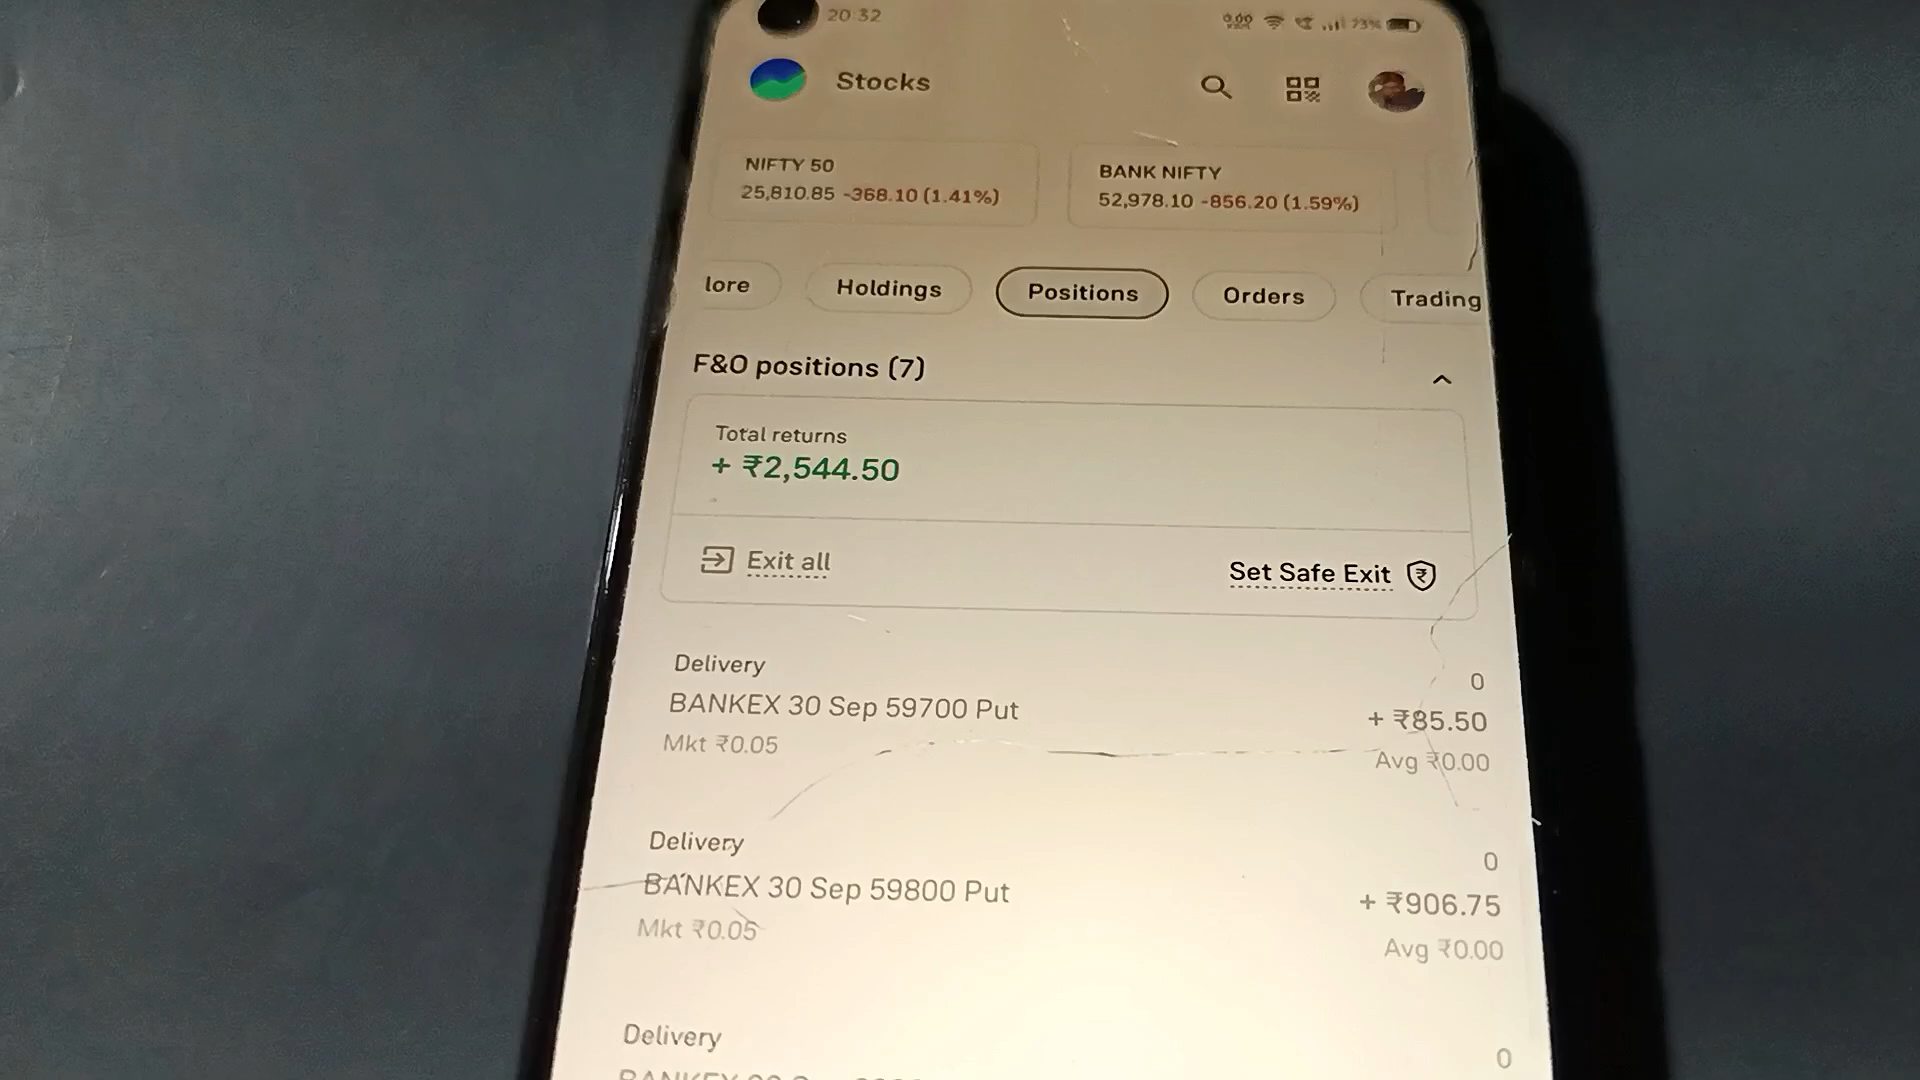 20:32
0.00
73%
Stocks
NIFTY 50
25,810.85 -368.10 (1.41%)
BANK NIFTY
52,978.10 -856.20 (1.59%)
lore
Holdings
Positions
Orders
Trading
F&O positions (7)
Total returns
+ ₹2,544.50
Exit all
Set Safe Exit
Delivery
0
BANKEX 30 Sep 59700 Put
+ ₹85.50
Mkt ₹0.05
Avg ₹0.00
Delivery
0
BANKEX 30 Sep 59800 Put
+ ₹906.75
Mkt ₹0.05
Avg ₹0.00
Delivery
0